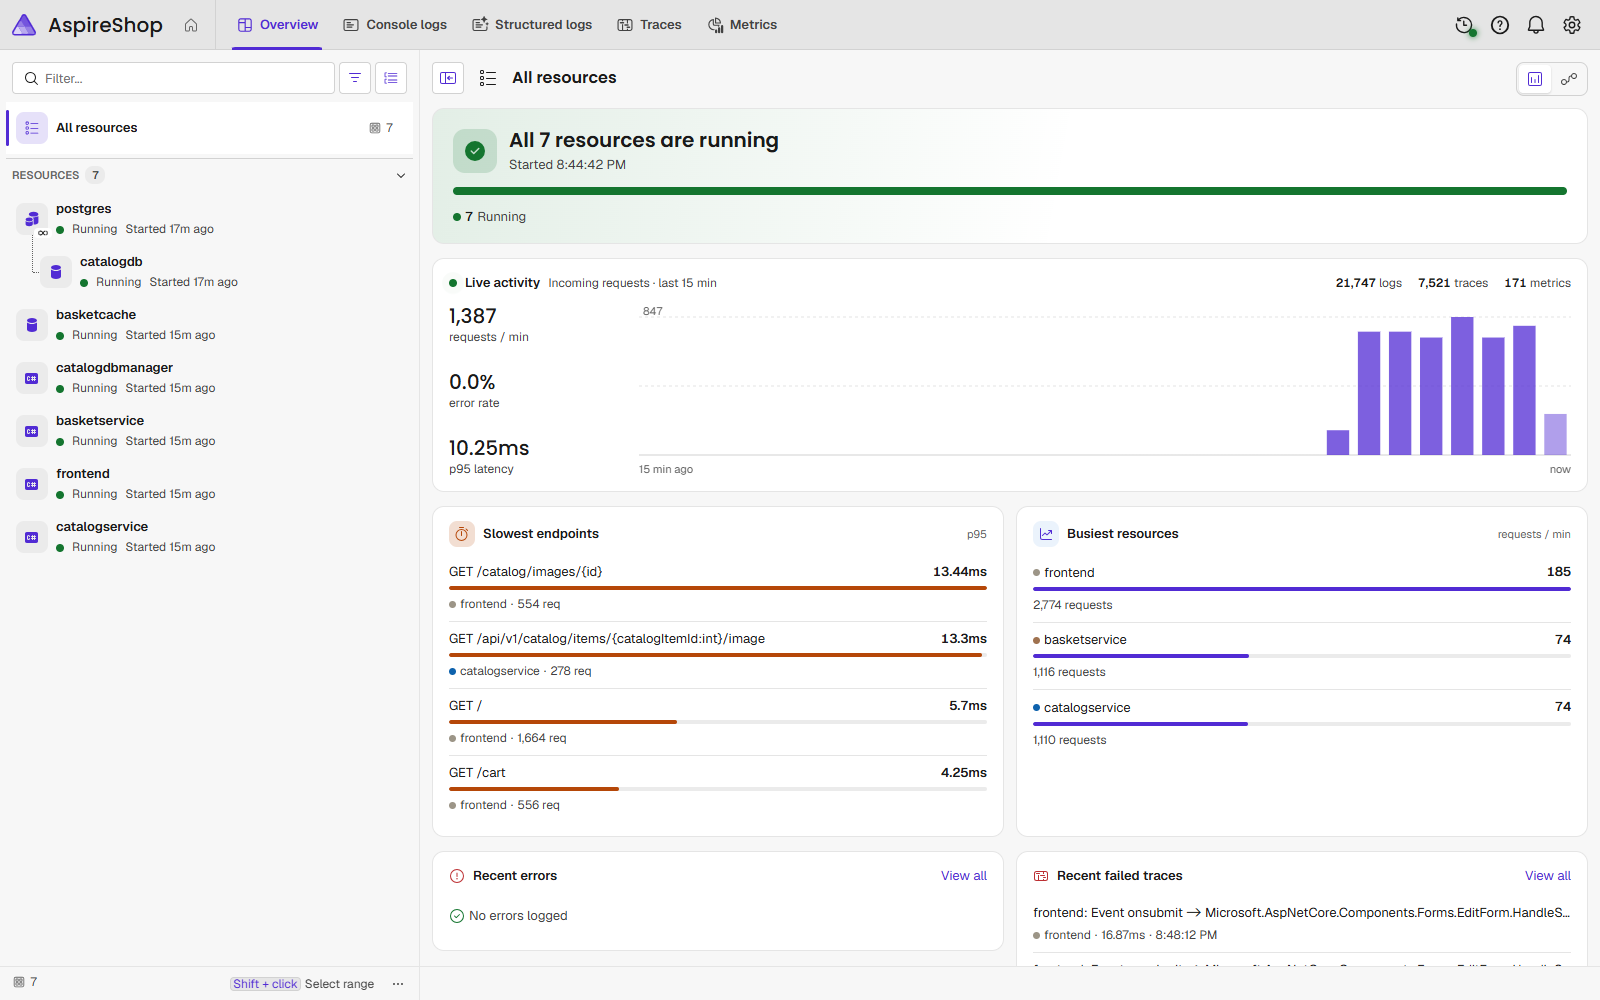 AspireShop
Overview
Console logs
Structured logs
Traces
Metrics
Filter...
All resources
7
RESOURCES 7
postgres
Running Started 17m ago
catalogdb
Running Started 17m ago
basketcache
Running Started 15m ago
catalogdbmanager
Running Started 15m ago
basketservice
Running Started 15m ago
frontend
Running Started 15m ago
catalogservice
Running Started 15m ago
7
Shift + click Select range
All resources
All 7 resources are running
Started 8:44:42 PM
7 Running
Live activity Incoming requests · last 15 min
21,747 logs 7,521 traces 171 metrics
1,387
requests / min
0.0%
error rate
10.25ms
p95 latency
847
15 min ago
now
Slowest endpoints
p95
GET /catalog/images/{id}
13.44ms
frontend · 554 req
GET /api/v1/catalog/items/{catalogItemId:int}/image
13.3ms
catalogservice · 278 req
GET /
5.7ms
frontend · 1,664 req
GET /cart
4.25ms
frontend · 556 req
Busiest resources
requests / min
frontend
185
2,774 requests
basketservice
74
1,116 requests
catalogservice
74
1,110 requests
Recent errors
View all
No errors logged
Recent failed traces
View all
frontend: Event onsubmit → Microsoft.AspNetCore.Components.Forms.EditForm.HandleS...
frontend · 16.87ms · 8:48:12 PM